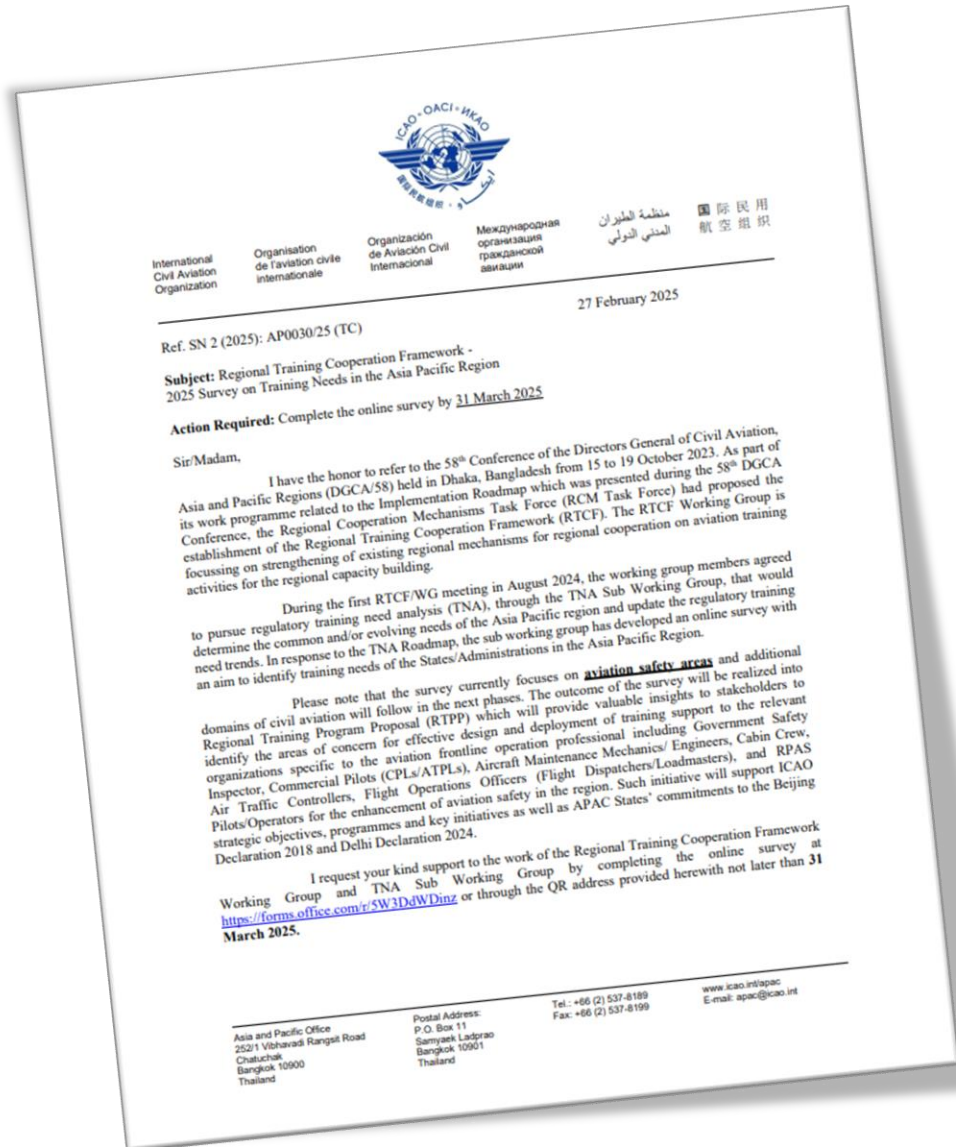 ICAO · OACI · ИКАО
国际民航组织 · ايكاو
International
Civil Aviation
Organization
Organisation
de l'aviation civile
internationale
Organización
de Aviación Civil
Internacional
Международная
организация
гражданской
авиации
منظمة الطيران
المدني الدولي
国 际 民 用
航 空 组 织
27 February 2025
Ref. SN 2 (2025): AP0030/25 (TC)
Subject: Regional Training Cooperation Framework -
2025 Survey on Training Needs in the Asia Pacific Region
Action Required: Complete the online survey by 31 March 2025
Sir/Madam,
I have the honor to refer to the 58th Conference of the Directors General of Civil Aviation,
Asia and Pacific Regions (DGCA/58) held in Dhaka, Bangladesh from 15 to 19 October 2023. As part of
its work programme related to the Implementation Roadmap which was presented during the 58th DGCA
Conference, the Regional Cooperation Mechanisms Task Force (RCM Task Force) had proposed the
establishment of the Regional Training Cooperation Framework (RTCF). The RTCF Working Group is
focussing on strengthening of existing regional mechanisms for regional cooperation on aviation training
activities for the regional capacity building.
During the first RTCF/WG meeting in August 2024, the working group members agreed
to pursue regulatory training need analysis (TNA), through the TNA Sub Working Group, that would
determine the common and/or evolving needs of the Asia Pacific region and update the regulatory training
need trends. In response to the TNA Roadmap, the sub working group has developed an online survey with
an aim to identify training needs of the States/Administrations in the Asia Pacific Region.
Please note that the survey currently focuses on aviation safety areas and additional
domains of civil aviation will follow in the next phases. The outcome of the survey will be realized into
Regional Training Program Proposal (RTPP) which will provide valuable insights to stakeholders to
identify the areas of concern for effective design and deployment of training support to the relevant
organizations specific to the aviation frontline operation professional including Government Safety
Inspector, Commercial Pilots (CPLs/ATPLs), Aircraft Maintenance Mechanics/ Engineers, Cabin Crew,
Air Traffic Controllers, Flight Operations Officers (Flight Dispatchers/Loadmasters), and RPAS
Pilots/Operators for the enhancement of aviation safety in the region. Such initiative will support ICAO
strategic objectives, programmes and key initiatives as well as APAC States' commitments to the Beijing
Declaration 2018 and Delhi Declaration 2024.
I request your kind support to the work of the Regional Training Cooperation Framework
Working Group and TNA Sub Working Group by completing the online survey at
https://forms.office.com/r/5W3DdWDinz or through the QR address provided herewith not later than 31
March 2025.
Asia and Pacific Office
252/1 Vibhavadi Rangsit Road
Chatuchak
Bangkok 10900
Thailand
Postal Address:
P.O. Box 11
Samyaek Ladprao
Bangkok 10901
Thailand
Tel.: +66 (2) 537-8189
Fax: +66 (2) 537-8199
www.icao.int/apac
E-mail: apac@icao.int